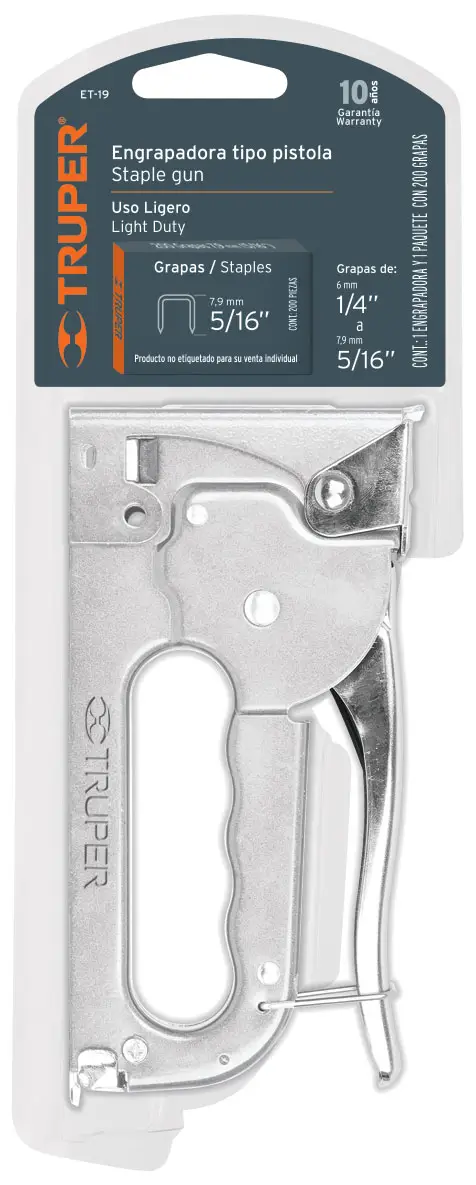 ET-19
10 años
Garantía
Warranty
TRUPER®
Engrapadora tipo pistola
Staple gun
Uso Ligero
Light Duty
TRUPER
Grapas / Staples
7,9 mm
5/16’’
CONT: 200 PIEZAS
Producto no etiquetado para su venta individual
Grapas de:
6 mm
1/4’’
a
7,9 mm
5/16’’
CONT.: 1 ENGRAPADORA Y 1 PAQUETE CON 200 GRAPAS
TRUPER